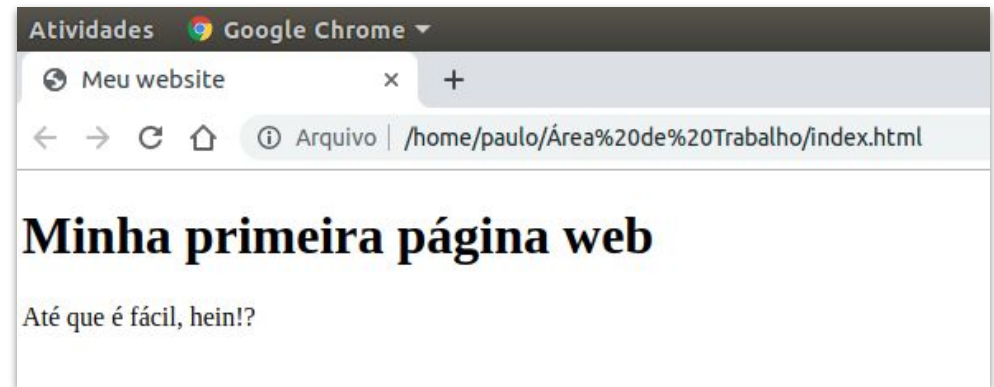 Atividades Google Chrome
Meu website
Arquivo /home/paulo/Área%20de%20Trabalho/index.html
Minha primeira página web
Até que é fácil, hein!?